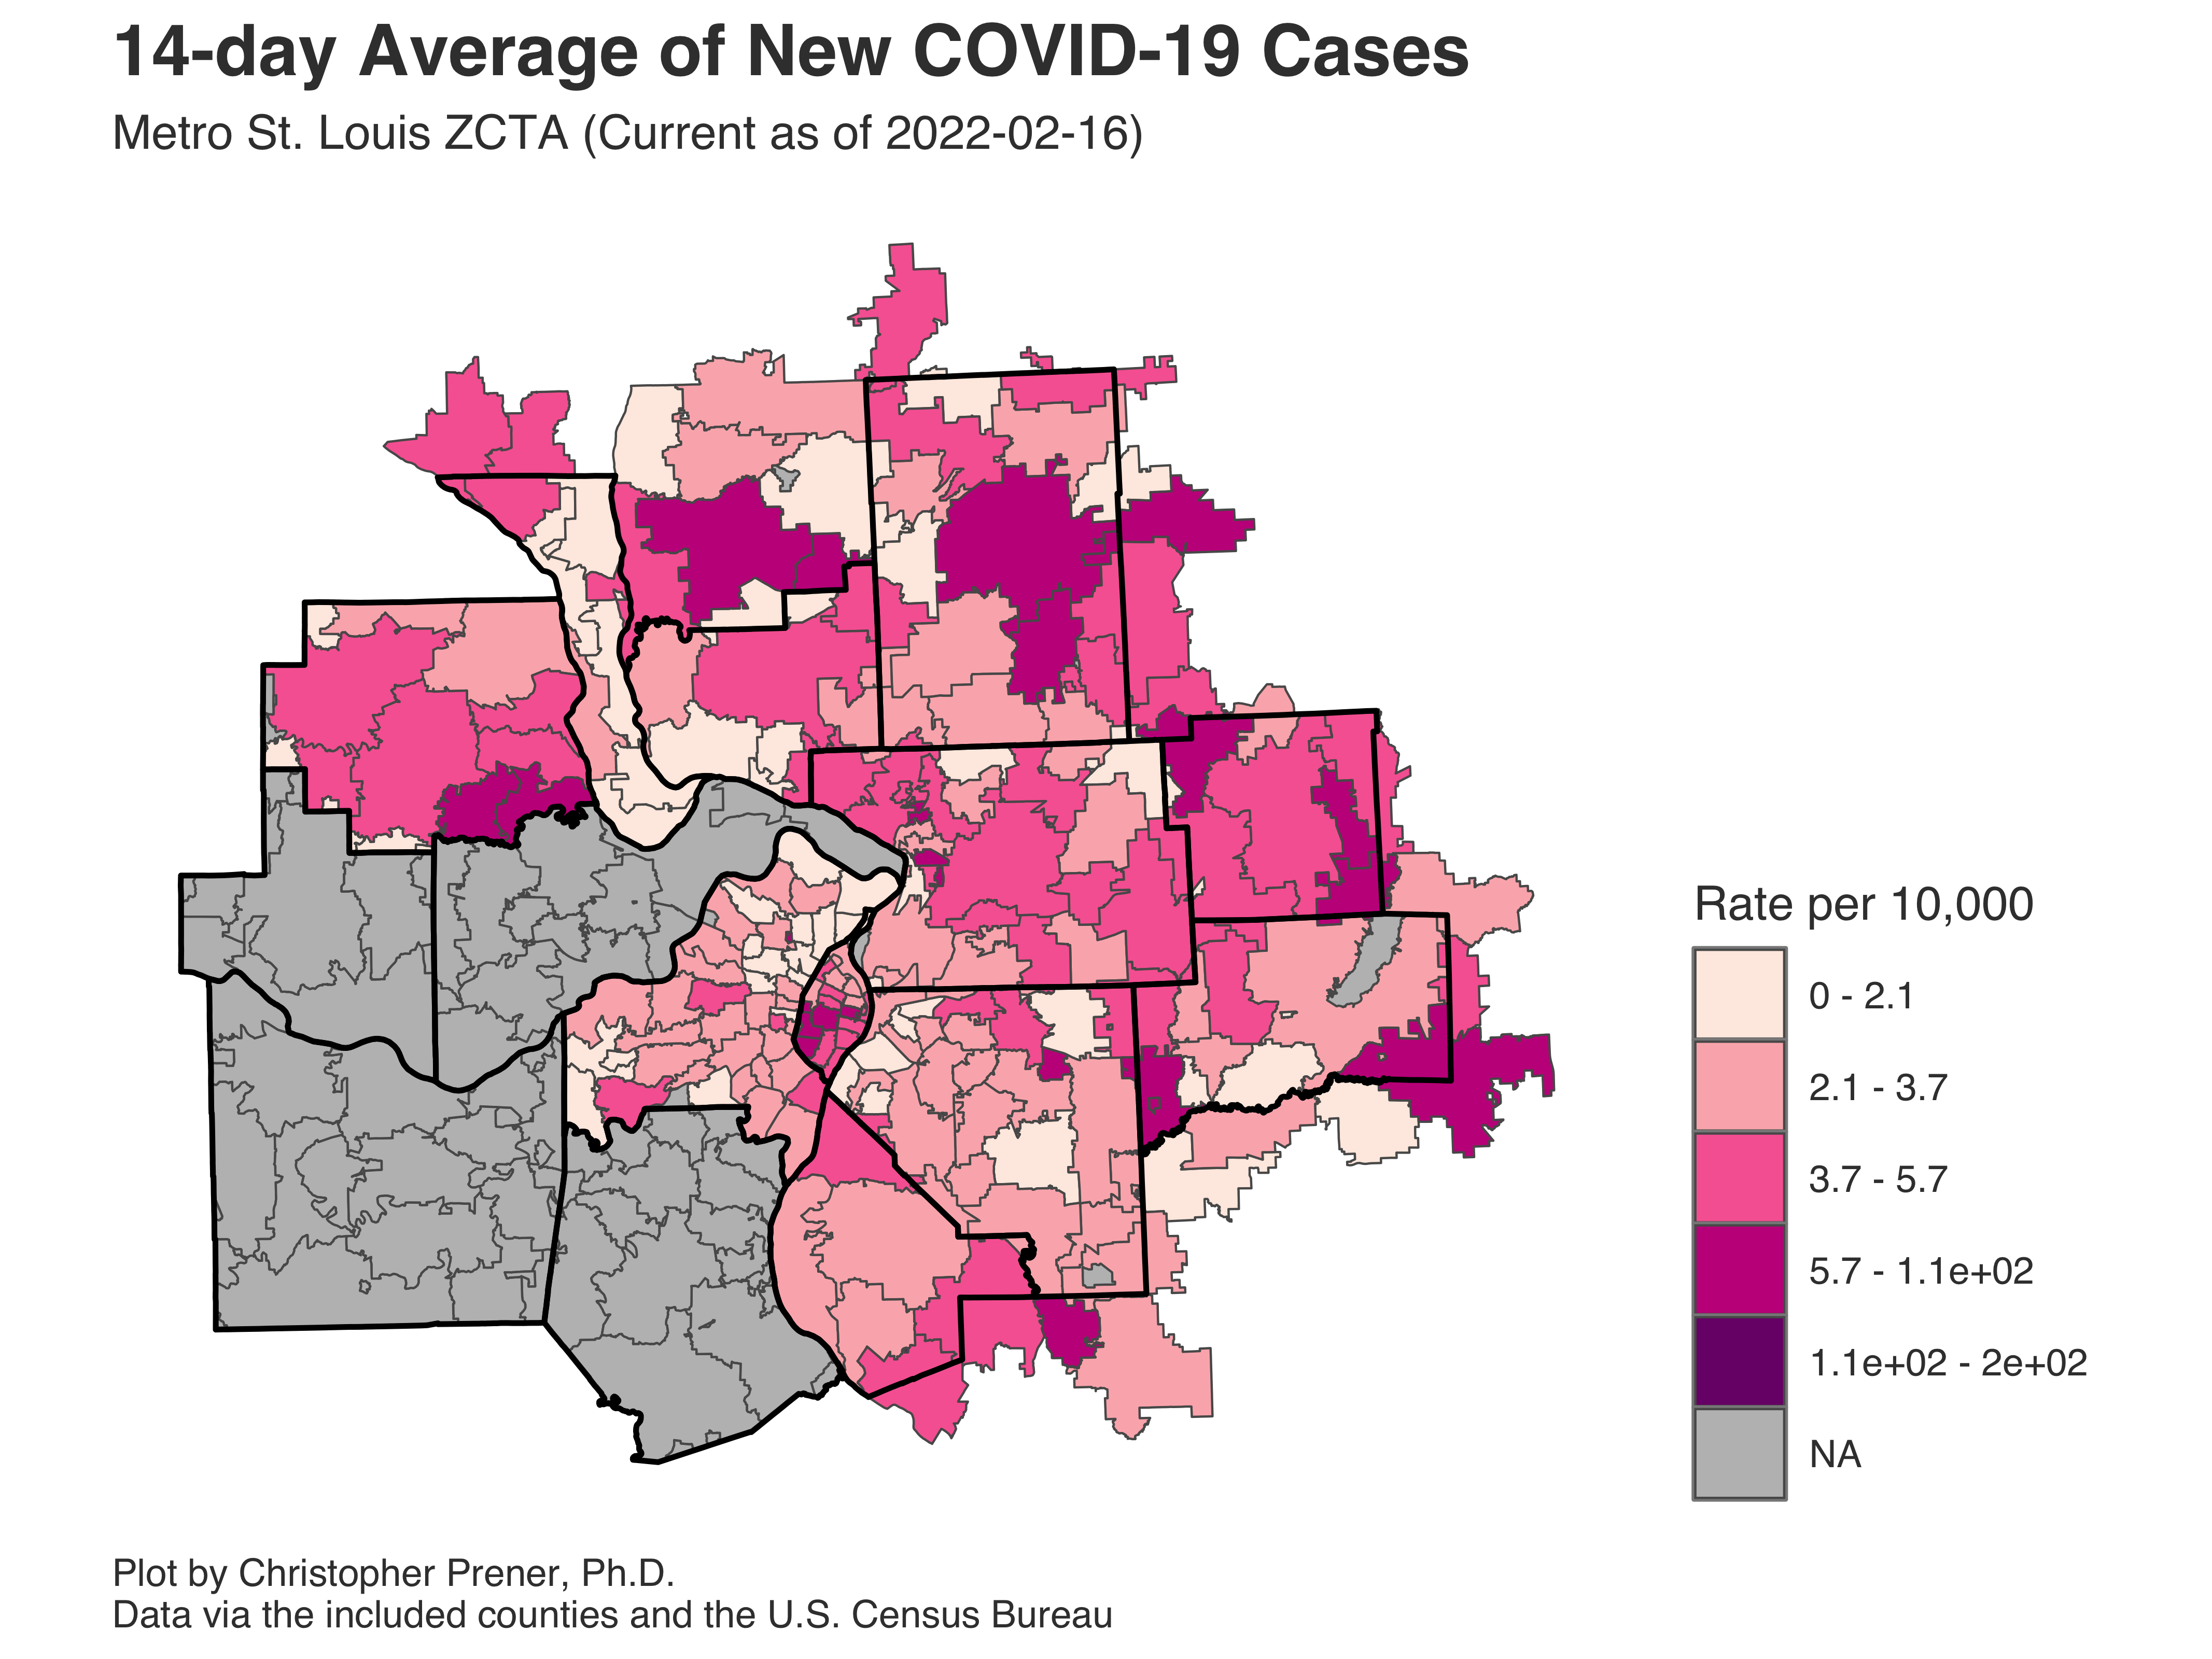 14-day Average of New COVID-19 Cases
Metro St. Louis ZCTA (Current as of 2022-02-16)
Rate per 10,000
0 - 2.1
2.1 - 3.7
3.7 - 5.7
5.7 - 1.1e+02
1.1e+02 - 2e+02
NA
Plot by Christopher Prener, Ph.D.
Data via the included counties and the U.S. Census Bureau